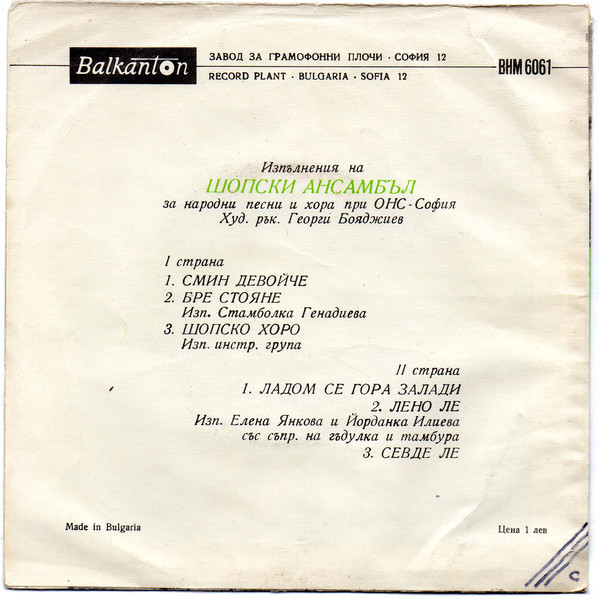 Balkanton
ЗАВОД ЗА ГРАМОФОННИ ПЛОЧИ · СОФИЯ 12
RECORD PLANT · BULGARIA · SOFIA 12
ВНМ 6061
Изпълнения на
ШОПСКИ АНСАМБЪЛ
за народни песни и хора при ОНС - София
Худ. рък. Георги Бояджиев
I страна
1. СМИН ДЕВОЙЧЕ
2. БРЕ СТОЯНЕ
Изп. Стамболка Генадиева
3. ШОПСКО ХОРО
Изп. инстр. група
II страна
1. ЛАДОМ СЕ ГОРА ЗАЛАДИ
2. ЛЕНО ЛЕ
Изп. Елена Янкова и Йорданка Илиева
със съпр. на гъдулка и тамбура
3. СЕВДЕ ЛЕ
Made in Bulgaria
Цена 1 лев
C